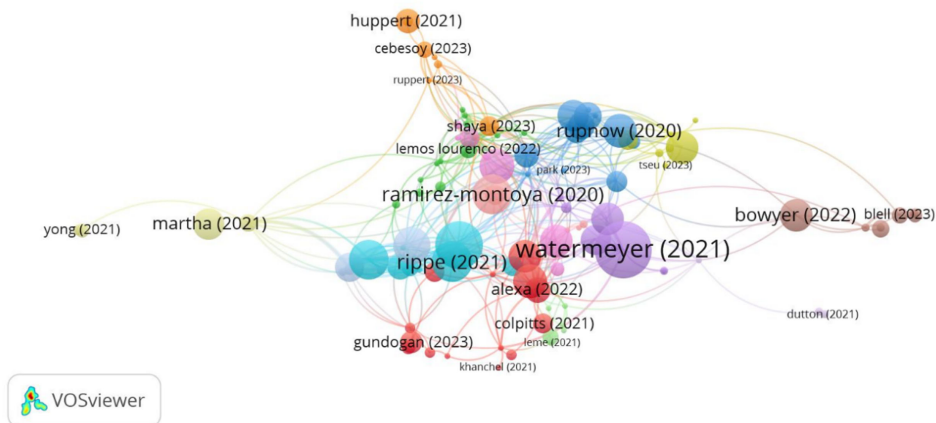 huppert (2021)
cebesoy (2023)
ruppert (2023)
shaya (2023)
rupnow (2020)
lemos lourenco (2022)
tseu (2023)
park (2023)
ramirez-montoya (2020)
martha (2021)
yong (2021)
bowyer (2022)
blell (2023)
watermeyer (2021)
rippe (2021)
alexa (2022)
dutton (2021)
colpitts (2021)
gundogan (2023)
leme (2021)
khanchel (2021)
VOSviewer